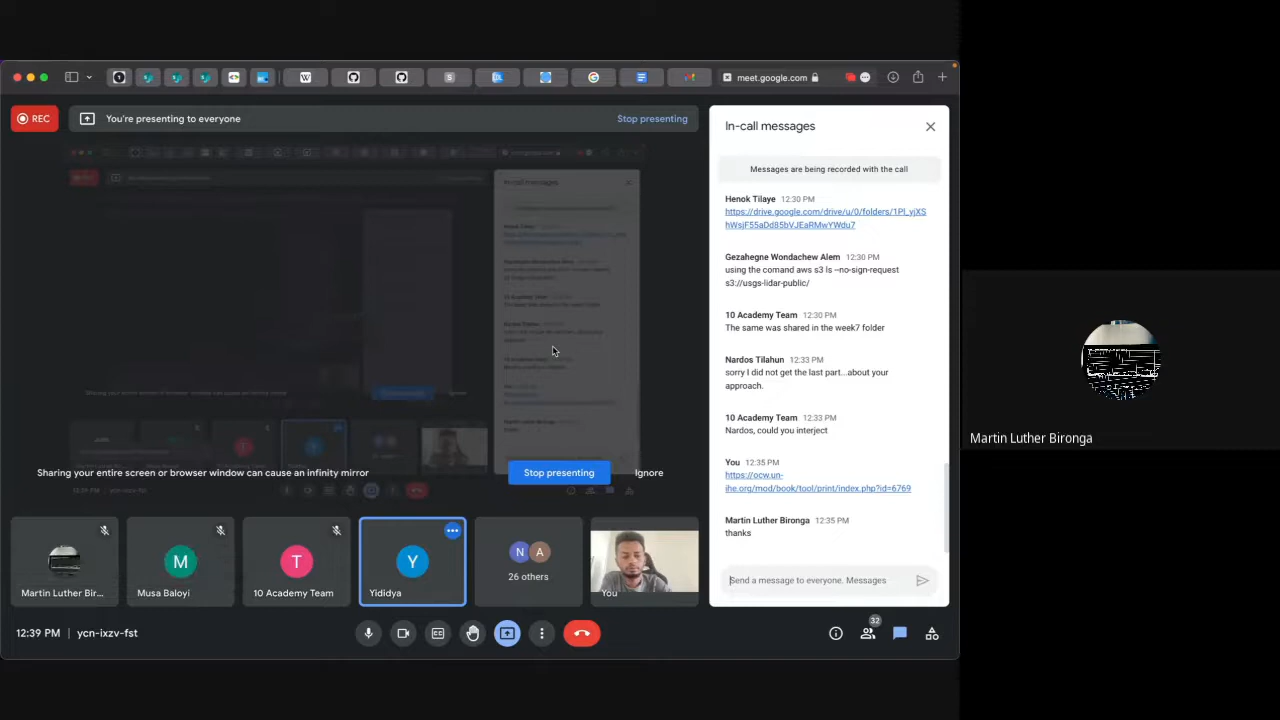 meet.google.com
REC
You're presenting to everyone
Stop presenting
In-call messages
Messages are being recorded with the call
Henok Tilaye 12:30 PM
https://drive.google.com/drive/u/0/folders/1Pl_yjXS
hWsjF55aDd85bVJEaRMwYWdu7
Gezahegne Wondachew Alem 12:30 PM
using the comand aws s3 ls –no-sign-request
s3://usgs-lidar-public/
10 Academy Team 12:30 PM
The same was shared in the week7 folder
Nardos Tilahun 12:33 PM
sorry I did not get the last part...about your
approach.
10 Academy Team 12:33 PM
Nardos, could you interject
You 12:35 PM
https://ocw.un-
ihe.org/mod/book/tool/print/index.php?id=6769
Martin Luther Bironga 12:35 PM
thanks
Send a message to everyone. Messages
Sharing your entire screen or browser window can cause an infinity mirror
Stop presenting
Ignore
Martin Luther Bir...
M
Musa Baloyi
T
10 Academy Team
Y
Yididya
N A
26 others
You
12:39 PM | ycn-ixzv-fst
32
Martin Luther Bironga